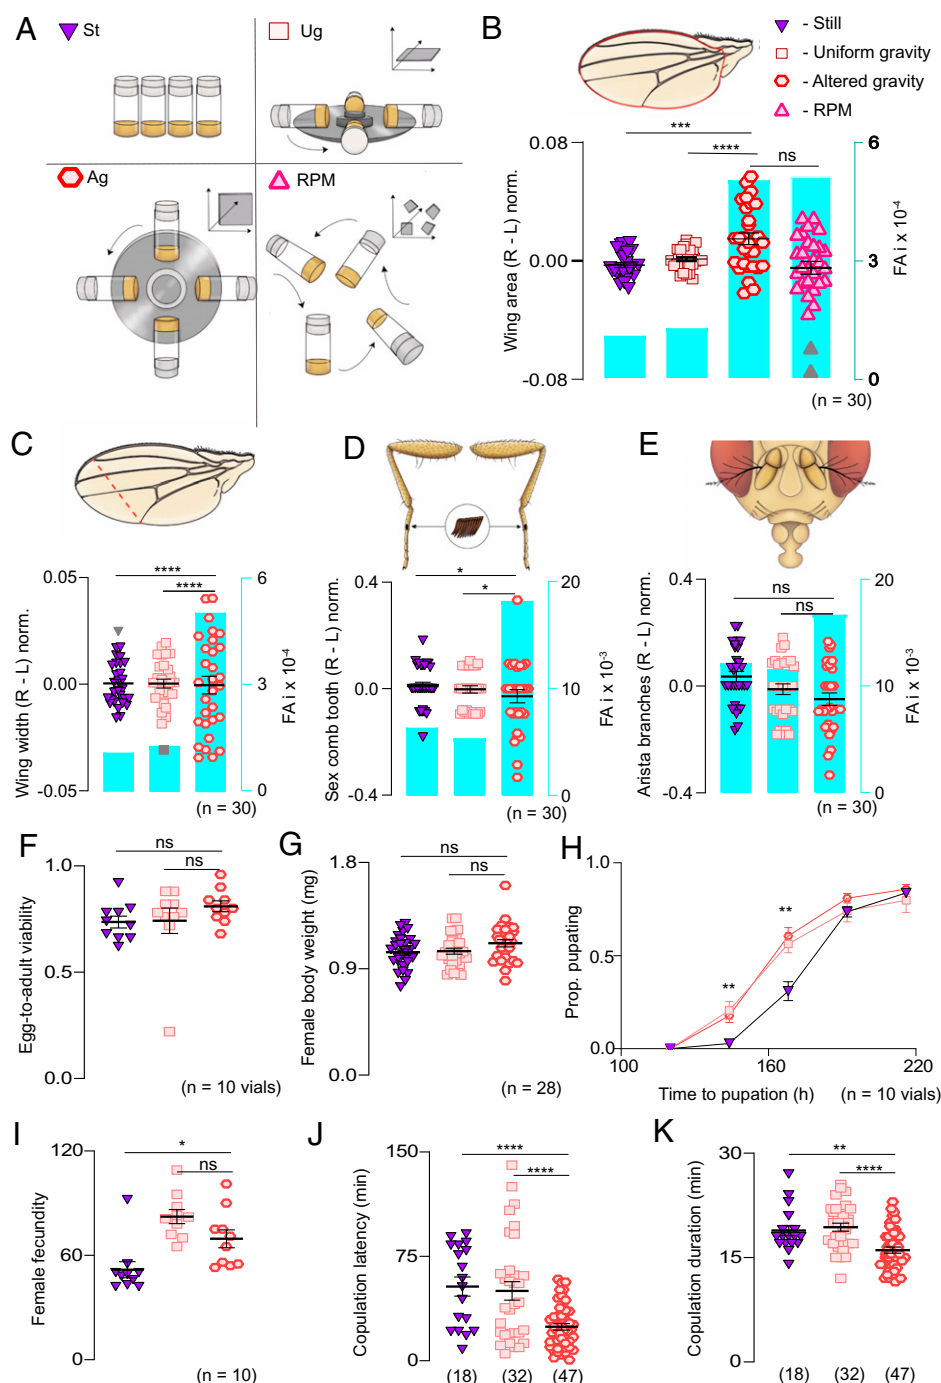 A
St
Ug
Ag
RPM
B
- Still
- Uniform gravity
- Altered gravity
- RPM
***
****
ns
0.08
0.00
-0.08
Wing area (R - L) norm.
6
3
0
FA i x 10⁻⁴
(n = 30)
C
****
****
0.05
0.00
-0.05
Wing width (R - L) norm.
6
3
0
FA i x 10⁻⁴
(n = 30)
D
*
*
0.4
0.0
-0.4
Sex comb tooth (R - L) norm.
20
10
0
FA i x 10⁻³
(n = 30)
E
ns
ns
0.4
0.0
-0.4
Arista branches (R - L) norm.
20
10
0
FA i x 10⁻³
(n = 30)
F
ns
ns
1.0
0.5
0.0
Egg-to-adult viability
(n = 10 vials)
G
ns
ns
1.8
0.9
0.0
Female body weight (mg)
(n = 28)
H
1.0
0.5
0.0
Prop. pupating
**
**
100
160
220
Time to pupation (h)
(n = 10 vials)
I
*
ns
120
60
0
Female fecundity
(n = 10)
J
****
****
150
75
0
Copulation latency (min)
(18)
(32)
(47)
K
**
****
30
15
0
Copulation duration (min)
(18)
(32)
(47)